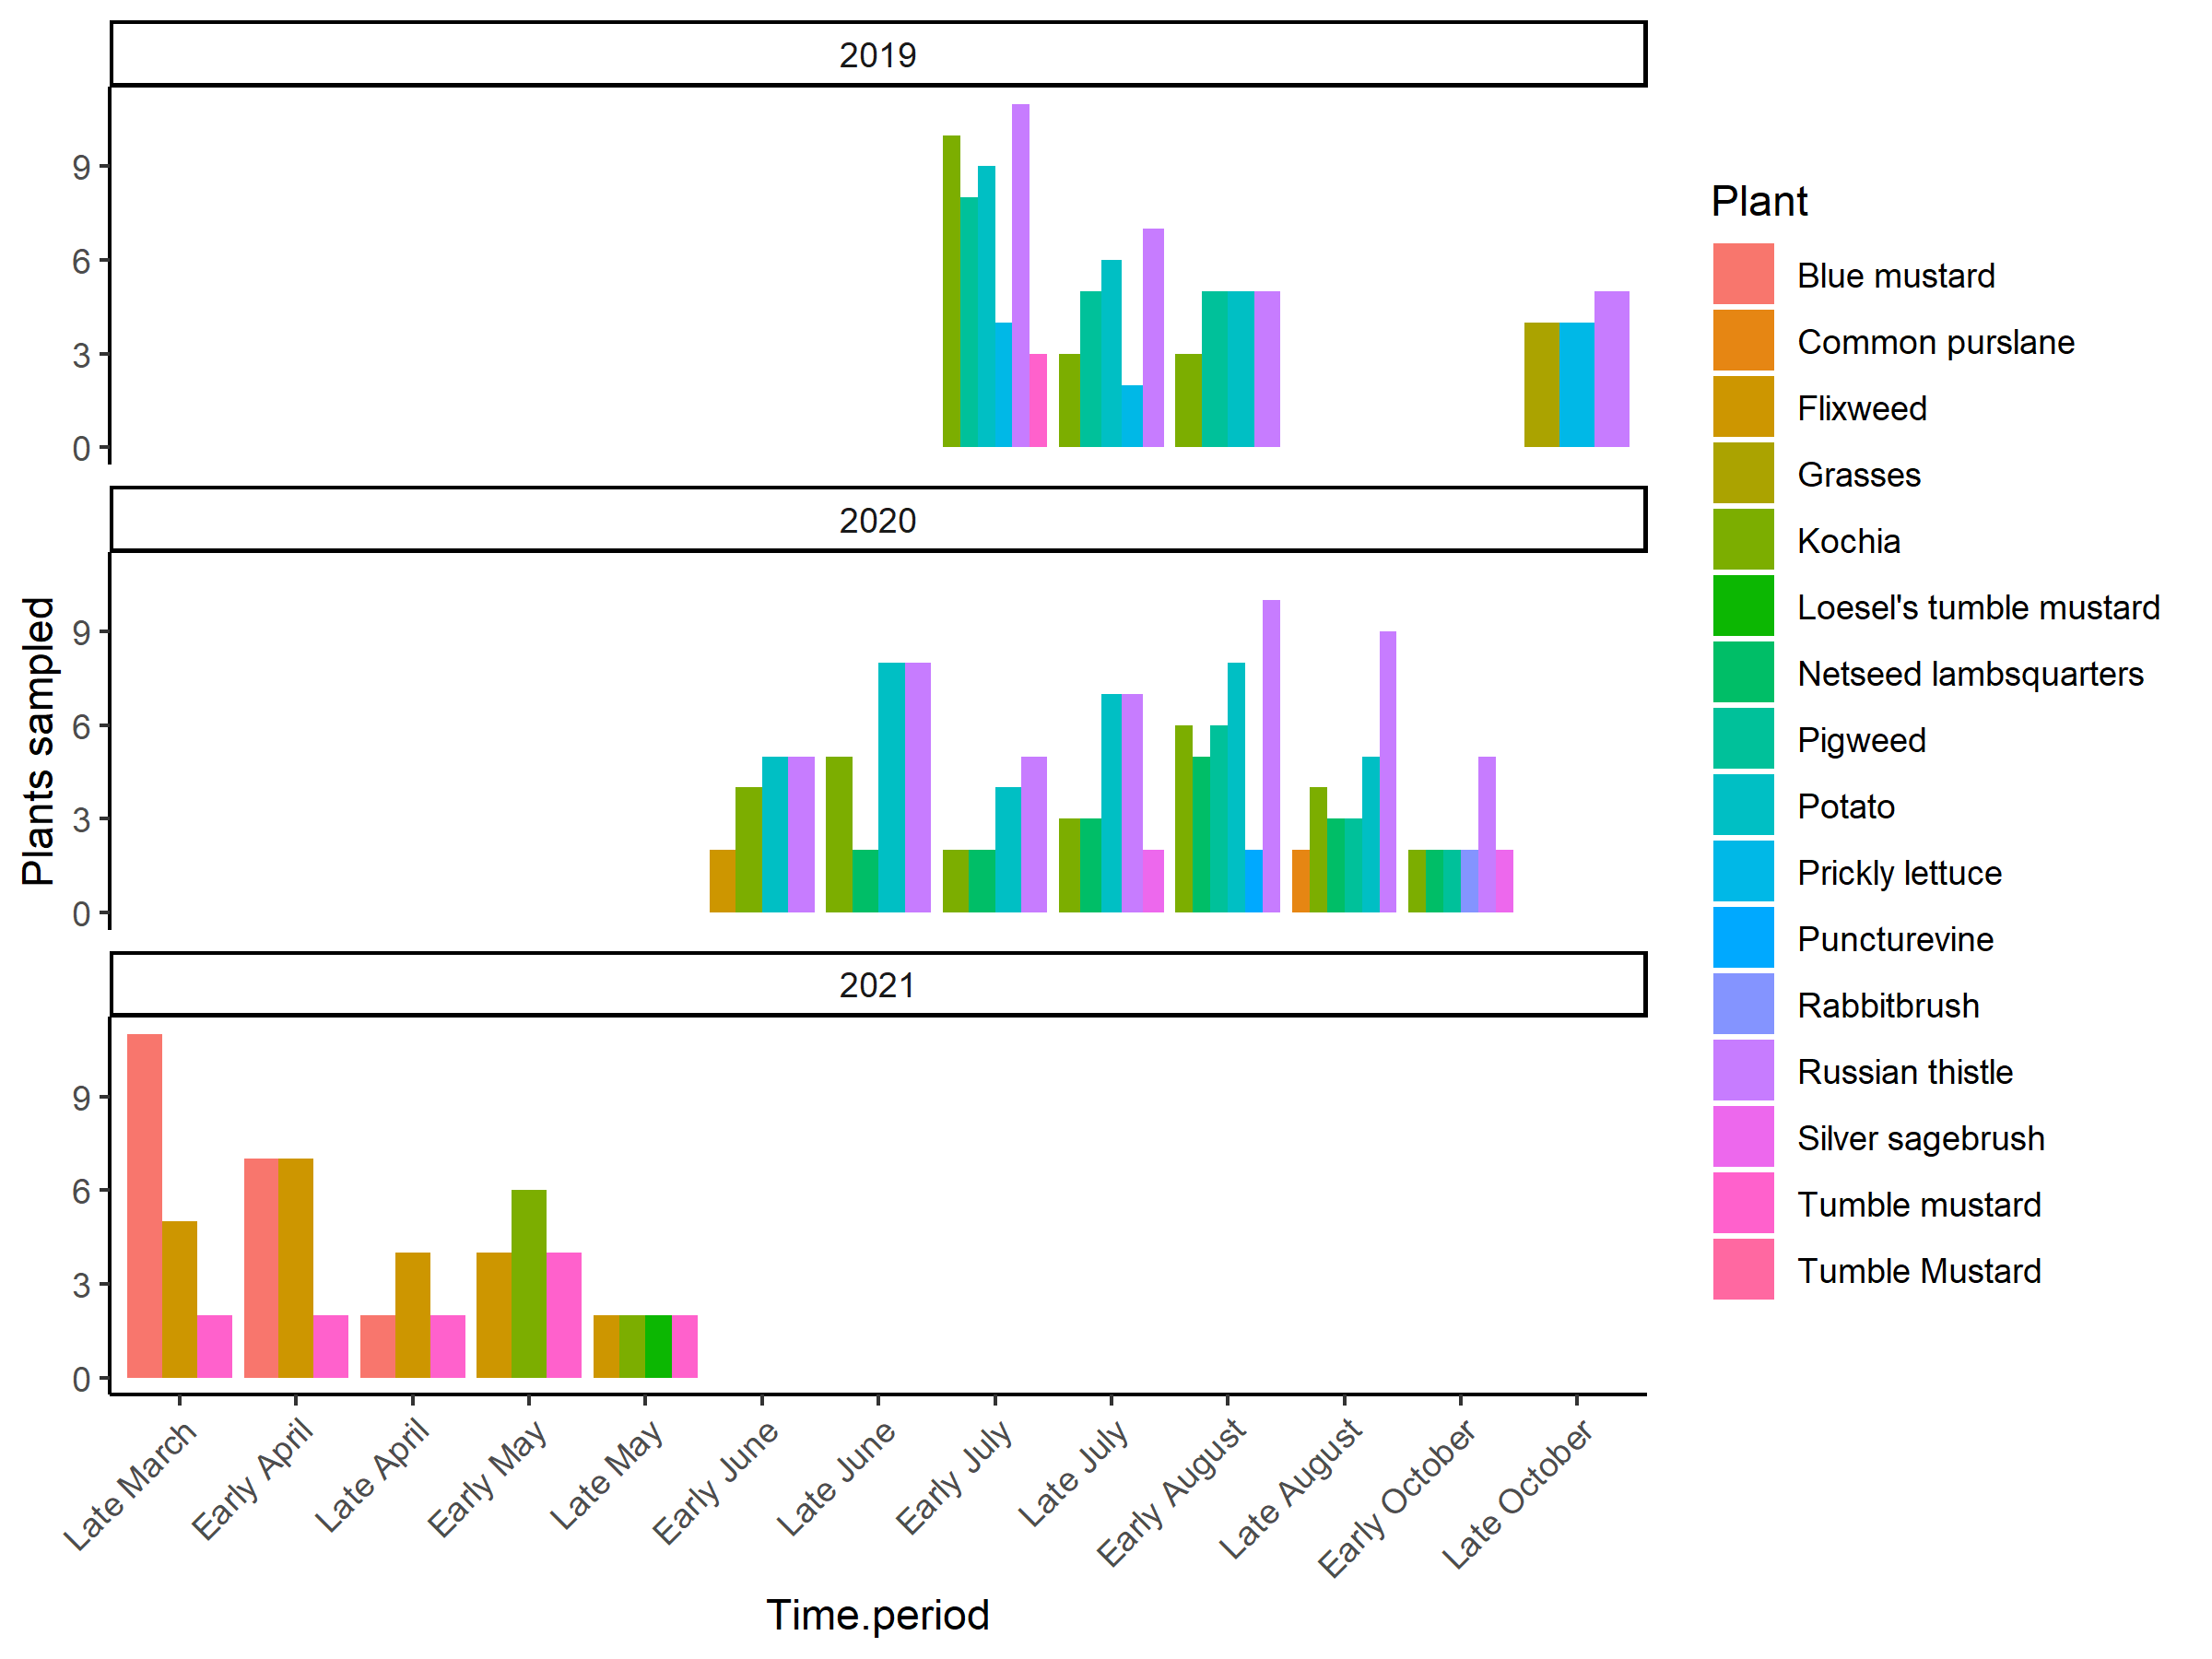 2019
9
6
3
0
2020
9
6
3
0
2021
9
6
3
0
Plants sampled
Late March
Early April
Late April
Early May
Late May
Early June
Late June
Early July
Late July
Early August
Late August
Early October
Late October
Time.period
Plant
Blue mustard
Common purslane
Flixweed
Grasses
Kochia
Loesel's tumble mustard
Netseed lambsquarters
Pigweed
Potato
Prickly lettuce
Puncturevine
Rabbitbrush
Russian thistle
Silver sagebrush
Tumble mustard
Tumble Mustard